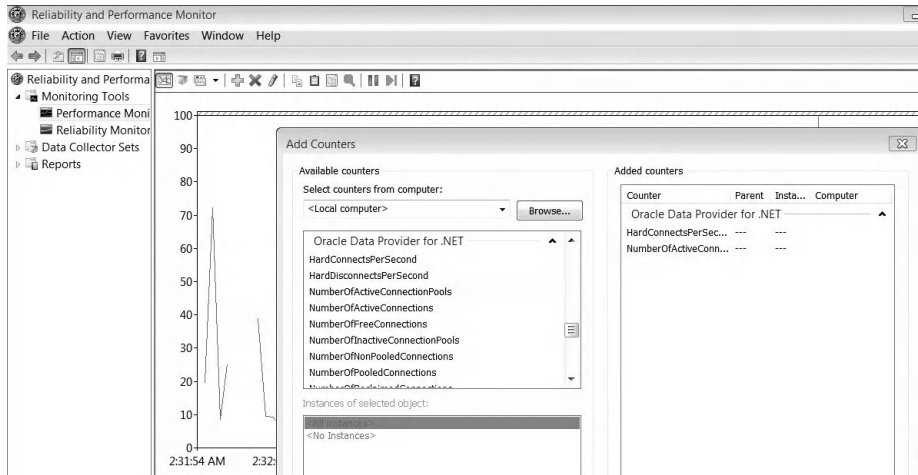 Reliability and Performance Monitor
File Action View Favorites Window Help
Reliability and Performa
Monitoring Tools
Performance Moni
Reliability Monitor
Data Collector Sets
Reports
100
90
80
70
60
50
40
30
20
10
0
2:31:54 AM 2:32:
Add Counters
Available counters
Select counters from computer:
<Local computer>
Browse...
Oracle Data Provider for .NET
HardConnectsPerSecond
HardDisconnectsPerSecond
NumberOfActiveConnectionPools
NumberOfActiveConnections
NumberOfFreeConnections
NumberOfInactiveConnectionPools
NumberOfNonPooledConnections
NumberOfPooledConnections
NumberOfReclaimedConnections
Instances of selected object:
<All instances>
<No Instances>
Added counters
Counter Parent Insta... Computer
Oracle Data Provider for .NET
HardConnectsPerSec... --- ---
NumberOfActiveConn... --- ---